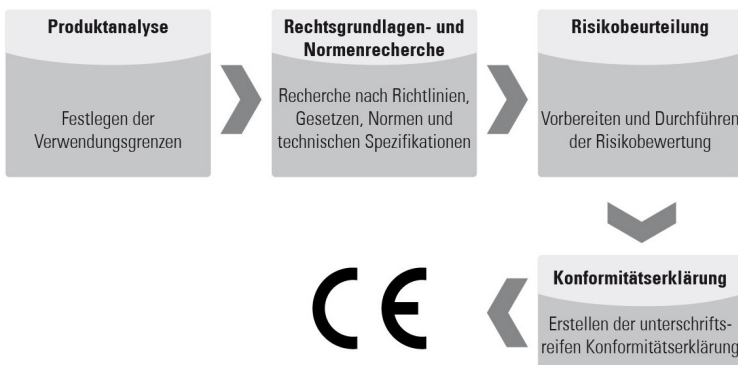 Produktanalyse
Festlegen der
Verwendungsgrenzen
Rechtsgrundlagen- und
Normenrecherche
Recherche nach Richtlinien,
Gesetzen, Normen und
technischen Spezifikationen
Risikobeurteilung
Vorbereiten und Durchführen
der Risikobewertung
Konformitätserklärung
Erstellen der unterschrifts-
reifen Konformitätserklärung
CE